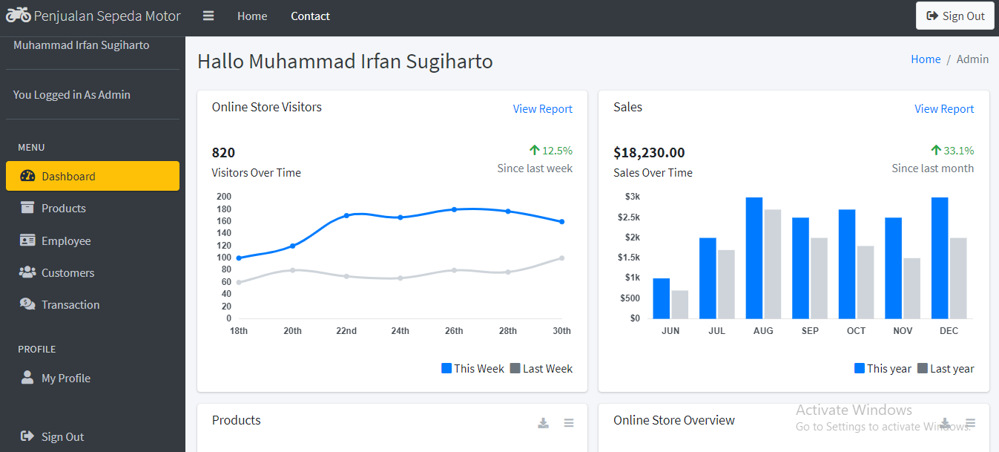 Penjualan Sepeda Motor
Home
Contact
Sign Out
Muhammad Irfan Sugiharto
You Logged in As Admin
MENU
Dashboard
Products
Employee
Customers
Transaction
PROFILE
My Profile
Sign Out
Hallo Muhammad Irfan Sugiharto
Home / Admin
Online Store Visitors
View Report
820
Visitors Over Time
12.5%
Since last week
200
180
160
140
120
100
80
60
40
20
0
18th 20th 22nd 24th 26th 28th 30th
This Week Last Week
Sales
View Report
$18,230.00
Sales Over Time
33.1%
Since last month
$3k
$2.5k
$2k
$1.5k
$1k
$500
$0
JUN JUL AUG SEP OCT NOV DEC
This year Last year
Products
Online Store Overview
Activate Windows
Go to Settings to activate Windows.